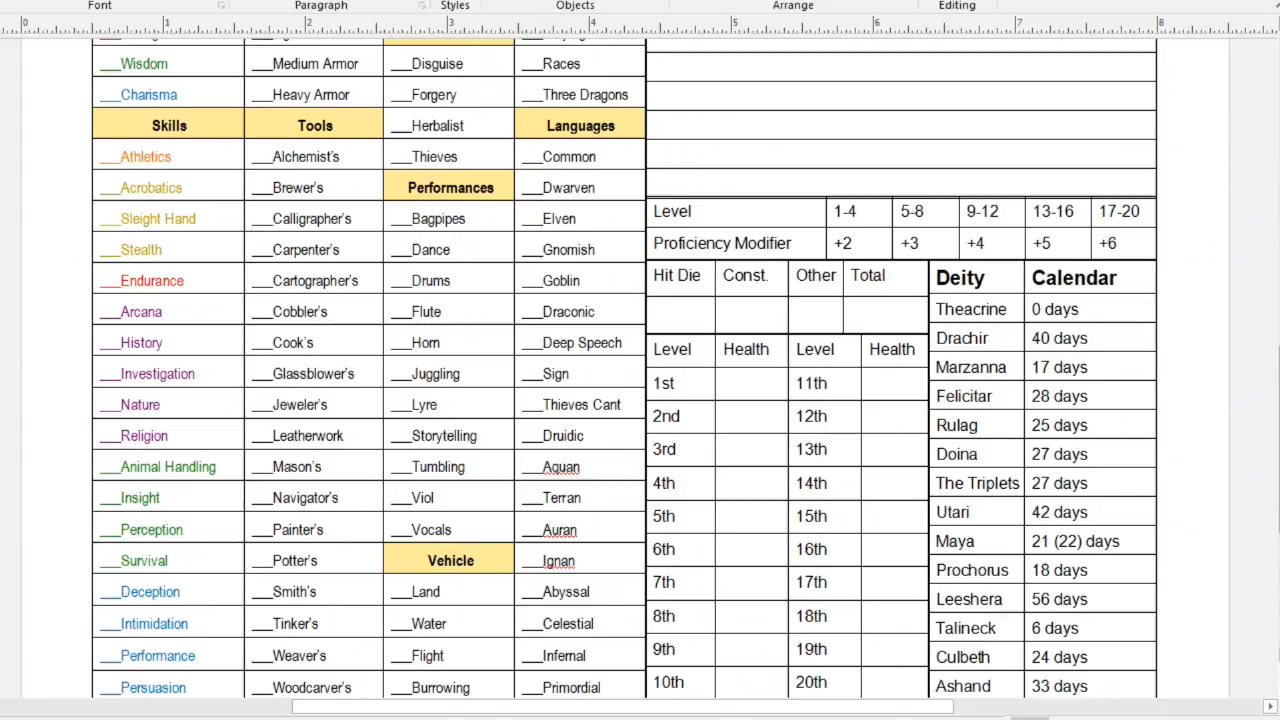 Font Paragraph Styles Objects Arrange Editing
0 1 2 3 4 5 6 7 8
___Wisdom ___Medium Armor ___Disguise ___Races
___Charisma ___Heavy Armor ___Forgery ___Three Dragons
Skills Tools ___Herbalist Languages
___Athletics ___Alchemist's ___Thieves ___Common
___Acrobatics ___Brewer's Performances ___Dwarven
___Sleight Hand ___Calligrapher's ___Bagpipes ___Elven
___Stealth ___Carpenter's ___Dance ___Gnomish
___Endurance ___Cartographer's ___Drums ___Goblin
___Arcana ___Cobbler's ___Flute ___Draconic
___History ___Cook's ___Horn ___Deep Speech
___Investigation ___Glassblower's ___Juggling ___Sign
___Nature ___Jeweler's ___Lyre ___Thieves Cant
___Religion ___Leatherwork ___Storytelling ___Druidic
___Animal Handling ___Mason's ___Tumbling ___Aquan
___Insight ___Navigator's ___Viol ___Terran
___Perception ___Painter's ___Vocals ___Auran
___Survival ___Potter's Vehicle ___Ignan
___Deception ___Smith's ___Land ___Abyssal
___Intimidation ___Tinker's ___Water ___Celestial
___Performance ___Weaver's ___Flight ___Infernal
___Persuasion ___Woodcarver's ___Burrowing ___Primordial
Level 1-4 5-8 9-12 13-16 17-20
Proficiency Modifier +2 +3 +4 +5 +6
Hit Die Const. Other Total
Level Health Level Health
1st 11th
2nd 12th
3rd 13th
4th 14th
5th 15th
6th 16th
7th 17th
8th 18th
9th 19th
10th 20th
Deity Calendar
Theacrine 0 days
Drachir 40 days
Marzanna 17 days
Felicitar 28 days
Rulag 25 days
Doina 27 days
The Triplets 27 days
Utari 42 days
Maya 21 (22) days
Prochorus 18 days
Leeshera 56 days
Talineck 6 days
Culbeth 24 days
Ashand 33 days